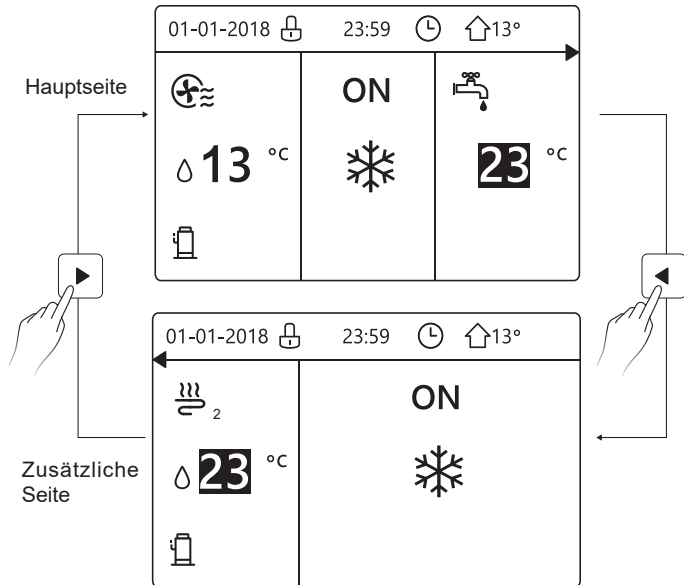 01-01-2018 23:59 13°
Hauptseite
ON
13 °C
23 °C
01-01-2018 23:59 13°
2
ON
23 °C
Zusätzliche
Seite